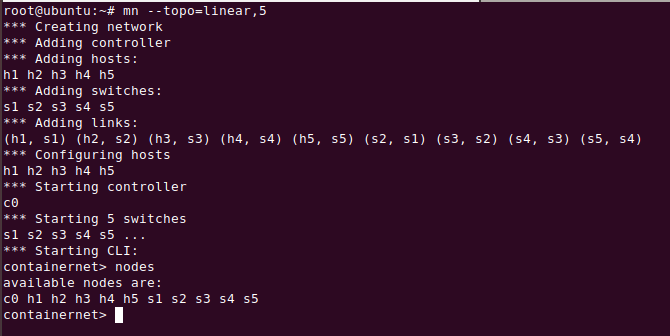 root@ubuntu:~# mn --topo=linear,5
*** Creating network
*** Adding controller
*** Adding hosts:
h1 h2 h3 h4 h5
*** Adding switches:
s1 s2 s3 s4 s5
*** Adding links:
(h1, s1) (h2, s2) (h3, s3) (h4, s4) (h5, s5) (s2, s1) (s3, s2) (s4, s3) (s5, s4)
*** Configuring hosts
h1 h2 h3 h4 h5
*** Starting controller
c0
*** Starting 5 switches
s1 s2 s3 s4 s5 ...
*** Starting CLI:
containernet> nodes
available nodes are:
c0 h1 h2 h3 h4 h5 s1 s2 s3 s4 s5
containernet>